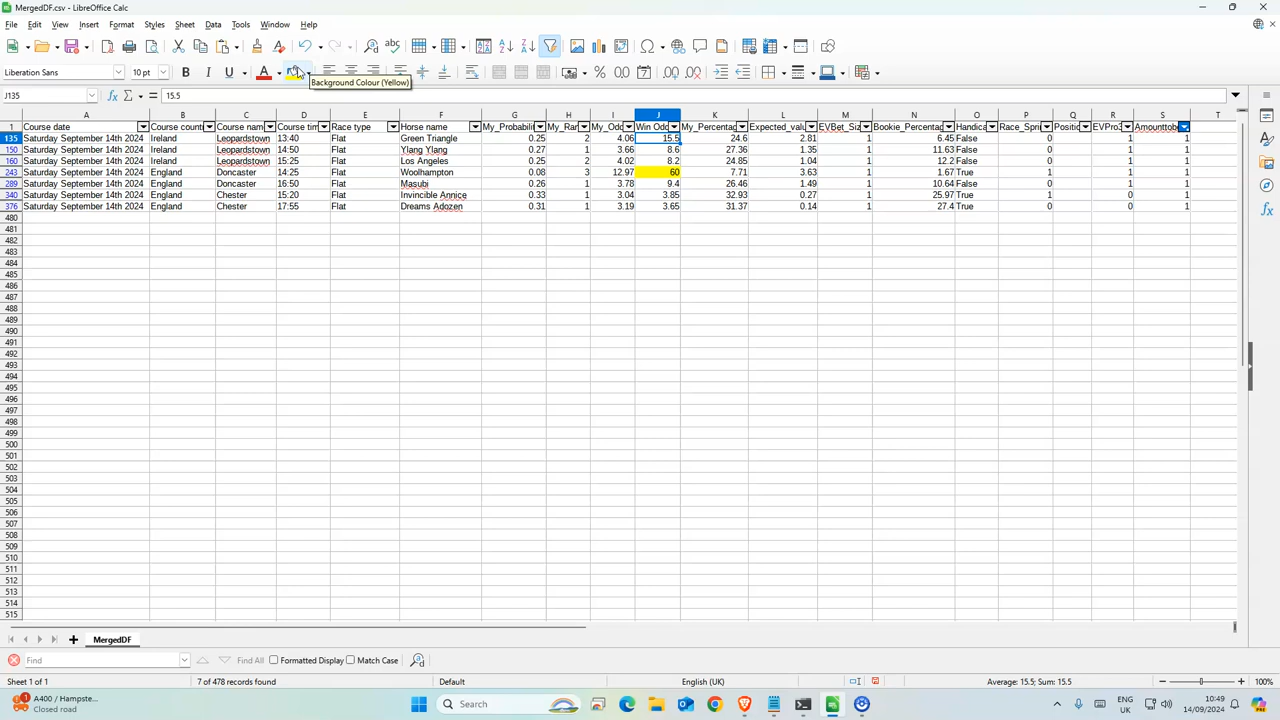 MergedDF.csv - LibreOffice Calc
File Edit View Insert Format Styles Sheet Data Tools Window Help
Liberation Sans 10 pt
Background Colour (Yellow)
J135 15.5
A B C D E F G H I J K L M N O P Q R S T
1 Course date Course count Course nam Course tim Race type Horse name My_Probabili My_Ran My_Od Win Odd My_Percentag Expected_valu EVBet_Siz Bookie_Percentag Handica Race_Sprin Positio EVPro Amounttob
135 Saturday September 14th 2024 Ireland Leopardstown 13:40 Flat Green Triangle 0.25 2 4.06 15.5 24.6 2.81 1 6.45 False 0 1 1
150 Saturday September 14th 2024 Ireland Leopardstown 14:50 Flat Ylang Ylang 0.27 1 3.66 8.6 27.36 1.35 1 11.63 False 0 1 1
160 Saturday September 14th 2024 Ireland Leopardstown 15:25 Flat Los Angeles 0.25 2 4.02 8.2 24.85 1.04 1 12.2 False 0 1 1
243 Saturday September 14th 2024 England Doncaster 14:25 Flat Woolhampton 0.08 3 12.97 60 7.71 3.63 1 1.67 True 0 1 1
289 Saturday September 14th 2024 England Doncaster 16:50 Flat Masubi 0.26 1 3.78 9.4 26.46 1.49 1 10.64 False 0 0 1
340 Saturday September 14th 2024 England Chester 15:20 Flat Invincible Annice 0.33 1 3.04 3.85 32.93 0.27 1 25.97 True 1 0 1
376 Saturday September 14th 2024 England Chester 17:55 Flat Dreams Adozen 0.31 1 3.19 3.65 31.37 0.14 1 27.4 True 0 0 1
480
481
482
483
484
485
486
487
488
489
490
491
492
493
494
495
496
497
498
499
500
501
502
503
504
505
506
507
508
509
510
511
512
513
514
515
MergedDF
Find Find All Formatted Display Match Case
Sheet 1 of 1 7 of 478 records found Default English (UK) Average: 15.5; Sum: 15.5 100%
A400 / Hampste...
Closed road
Search
ENG
UK
10:49
14/09/2024